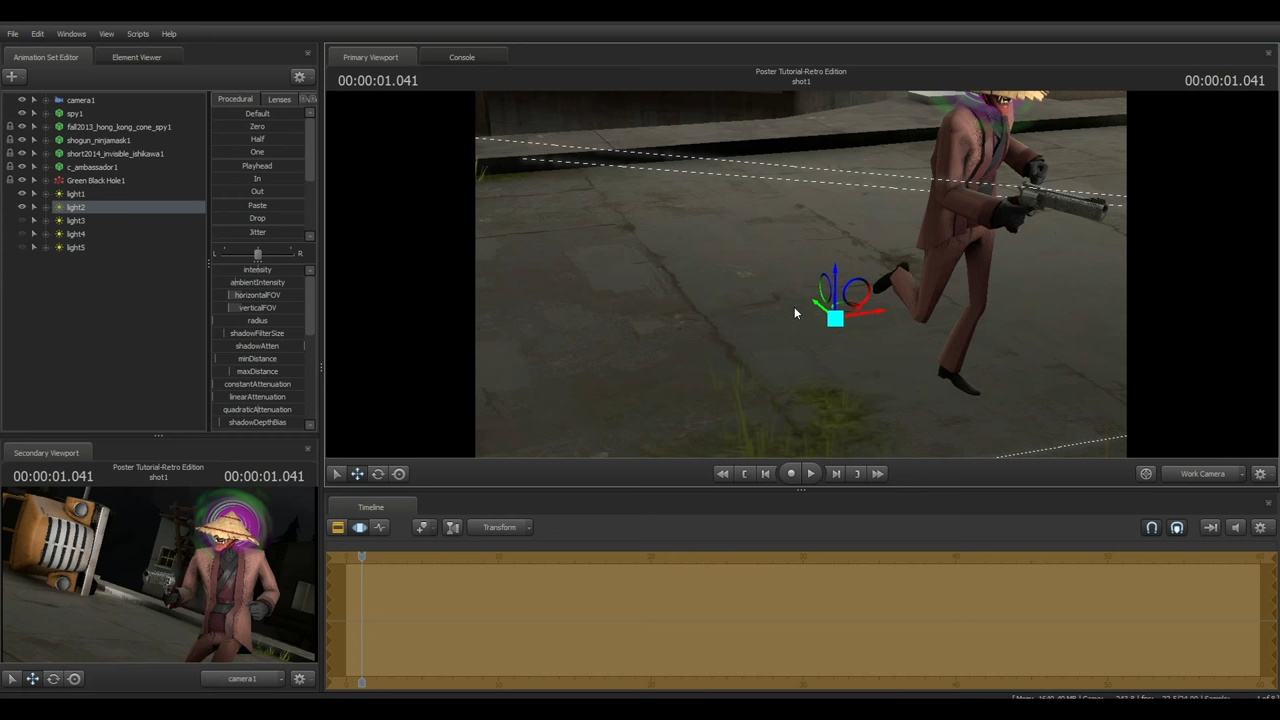 File Edit Windows View Scripts Help
Animation Set Editor Element Viewer
camera1
spy1
fall2013_hong_kong_cone_spy1
shogun_ninjamask1
short2014_invisible_ishikawa1
c_ambassador1
Green Black Hole1
light1
light2
light3
light4
light5
Procedural Lenses
Default
Zero
Half
One
Playhead
In
Out
Paste
Drop
Jitter
L R
intensity
ambientIntensity
horizontalFOV
verticalFOV
radius
shadowFilterSize
shadowAtten
minDistance
maxDistance
constantAttenuation
linearAttenuation
quadraticAttenuation
shadowDepthBias
Primary Viewport Console
00:00:01.041
Poster Tutorial-Retro Edition
shot1
00:00:01.041
Work Camera
Secondary Viewport
00:00:01.041
Poster Tutorial-Retro Edition
shot1
00:00:01.041
camera1
Timeline
Transform